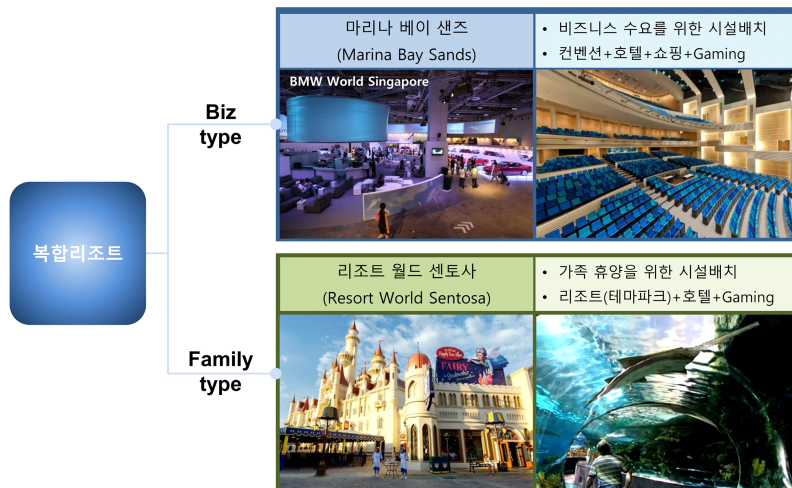 마리나 베이 샌즈
(Marina Bay Sands)
• 비즈니스 수요를 위한 시설배치
• 컨벤션+호텔+쇼핑+Gaming
BMW World Singapore
Biz
type
복합리조트
리조트 월드 센토사
(Resort World Sentosa)
• 가족 휴양을 위한 시설배치
• 리조트(테마파크)+호텔+Gaming
FAIRY
Family
type